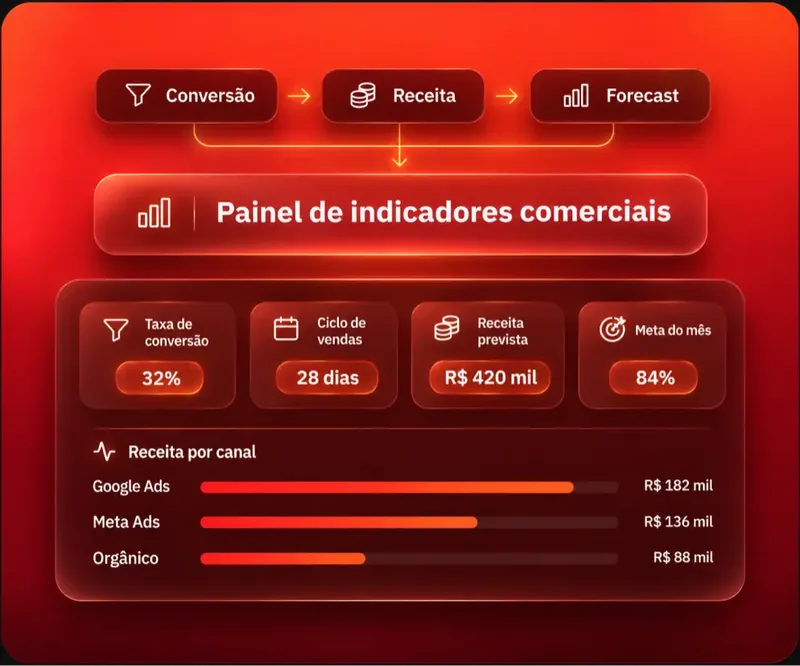 Conversão
Receita
Forecast
Painel de indicadores comerciais
Taxa de
conversão
32%
Ciclo de
vendas
28 dias
Receita
prevista
R$ 420 mil
Meta do mês
84%
Receita por canal
Google Ads
R$ 182 mil
Meta Ads
R$ 136 mil
Orgânico
R$ 88 mil